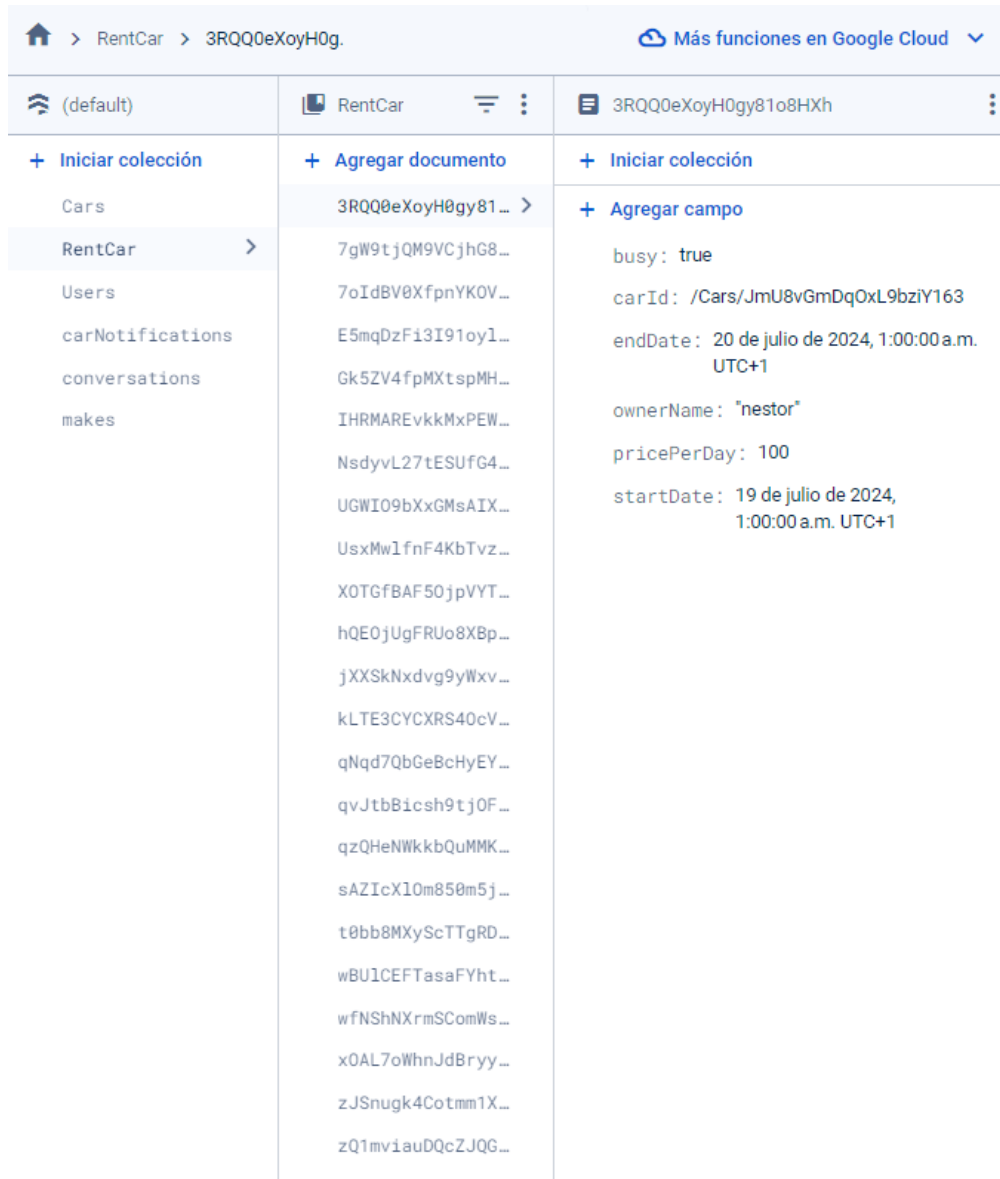 RentCar > 3RQQ0eXoyH0g.
Más funciones en Google Cloud
(default)
Iniciar colección
Cars
RentCar
Users
carNotifications
conversations
makes
RentCar
Agregar documento
3RQQ0eXoyH0gy81…
7gW9tjQM9VCjhG8…
7oIdBV0XfpnYKOV…
E5mqDzFi3I91oyl…
Gk5ZV4fpMXtspMH…
IHRMAREvkkMxPEW…
NsdyvL27tESUfG4…
UGWIO9bXxGMsAIX…
UsxMwlfnF4KbTvz…
XOTGfBAF5OjpVYT…
hQEOjUgFRUo8XBp…
jXXSkNxdvg9yWxv…
kLTE3CYCXRS4OcV…
qNqd7QbGeBcHyEY…
qvJtbBicsh9tjOF…
qzQHeNWkkbQuMMK…
sAZIcXlOm850m5j…
t0bb8MXyScTTgRD…
wBUlCEFTasaFYht…
wfNShNXrmSComWs…
xOAL7oWhnJdBryy…
zJSnugk4Cotmm1X…
zQ1mviauDQcZJQG…
3RQQ0eXoyH0gy81o8HXh
Iniciar colección
Agregar campo
busy: true
carId: /Cars/JmU8vGmDqOxL9bziY163
endDate: 20 de julio de 2024, 1:00:00 a.m.
UTC+1
ownerName: "nestor"
pricePerDay: 100
startDate: 19 de julio de 2024,
1:00:00 a.m. UTC+1